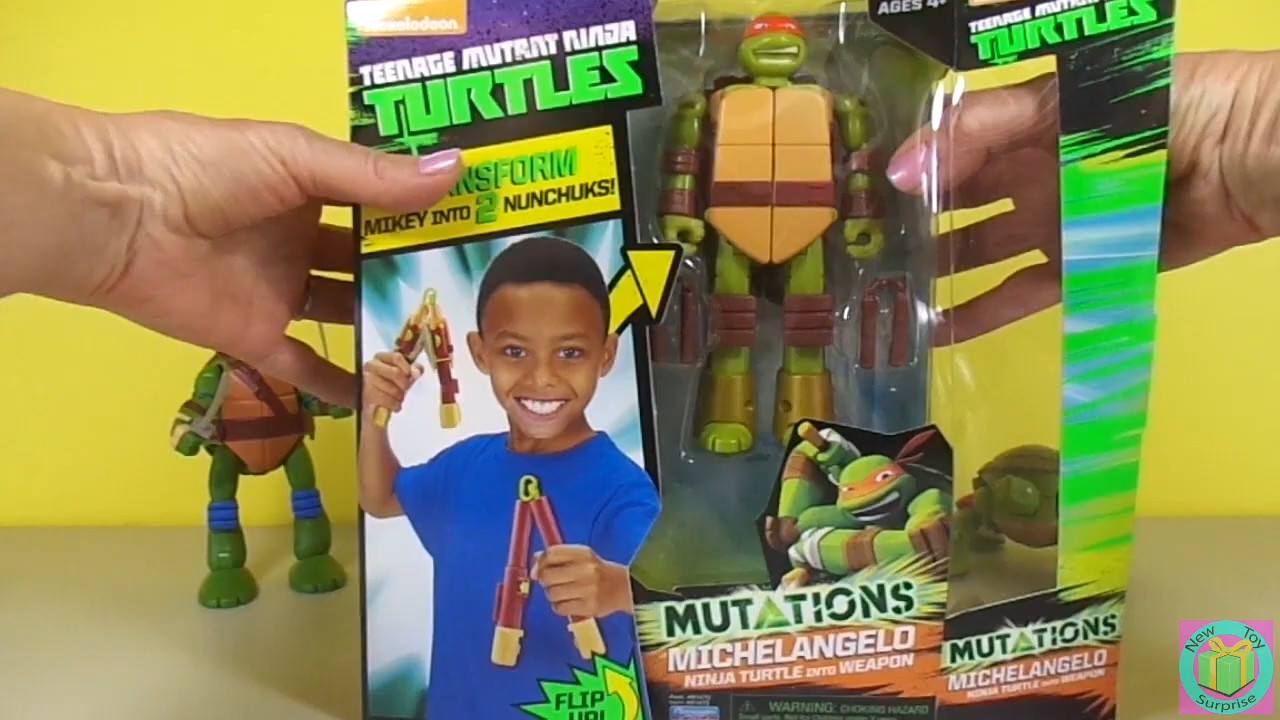 nickelodeon
TEENAGE MUTANT NINJA
TURTLES
MIKEY INTO 2 NUNCHUKS!
FLIP
UP!
AGES 4+
MUTATIONS
MICHELANGELO
NINJA TURTLE INTO WEAPON
WARNING: CHOKING HAZARD
TEENAGE MUTANT NINJA
TURTLES
MUTATIONS
MICHELANGELO
NINJA TURTLE INTO WEAPON
New Toy
Surprise